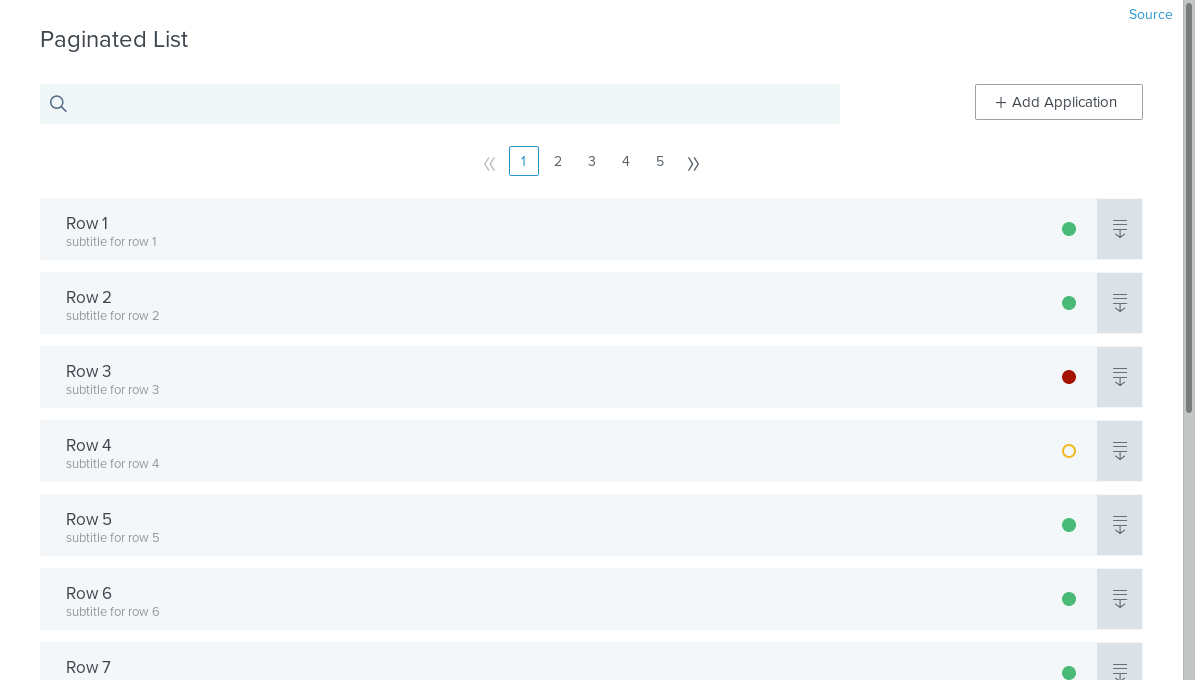 Source
Paginated List
+ Add Application
« 1 2 3 4 5 »
Row 1
subtitle for row 1
Row 2
subtitle for row 2
Row 3
subtitle for row 3
Row 4
subtitle for row 4
Row 5
subtitle for row 5
Row 6
subtitle for row 6
Row 7